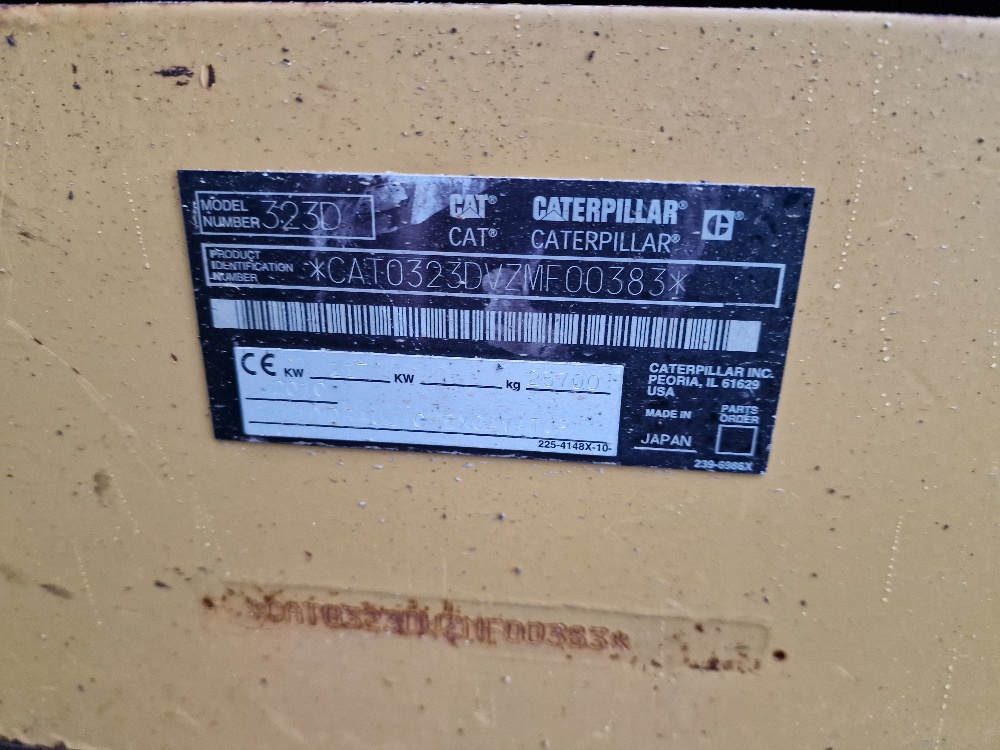 MODEL NUMBER 323D
CAT® CATERPILLAR®
CAT® CATERPILLAR®
PRODUCT IDENTIFICATION NUMBER *CAT0323DVZMF00383*
CE KW KW kg 25700
225-4148X-10-
CATERPILLAR INC.
PEORIA, IL 61629
USA
MADE IN
JAPAN
PARTS
ORDER
239-6986X
*CAT0323DVZMF00383*